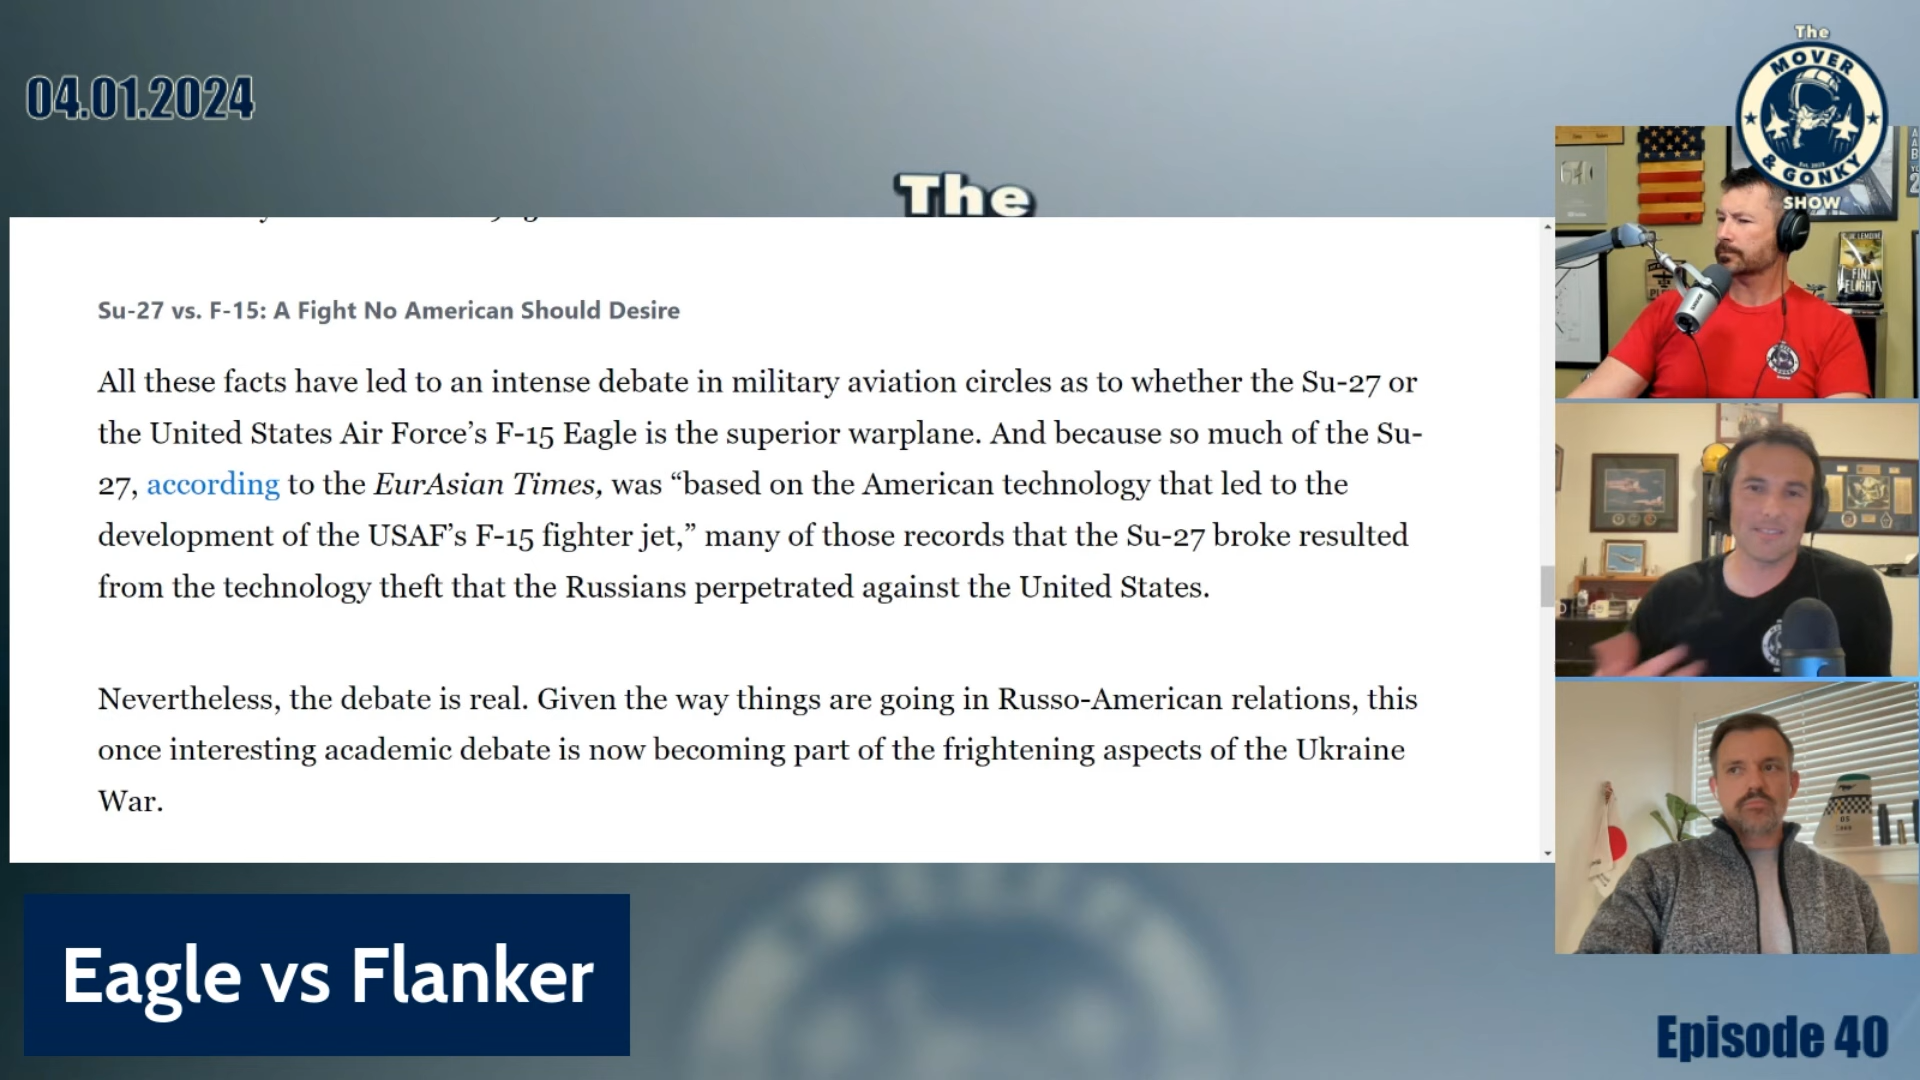 04.01.2024
The
MOVER
& GONKY
SHOW
The
Su-27 vs. F-15: A Fight No American Should Desire
All these facts have led to an intense debate in military aviation circles as to whether the Su-27 or
the United States Air Force’s F-15 Eagle is the superior warplane. And because so much of the Su-
27, according to the EurAsian Times, was “based on the American technology that led to the
development of the USAF’s F-15 fighter jet,” many of those records that the Su-27 broke resulted
from the technology theft that the Russians perpetrated against the United States.
Nevertheless, the debate is real. Given the way things are going in Russo-American relations, this
once interesting academic debate is now becoming part of the frightening aspects of the Ukraine
War.
LEMOINE
FINI
FLIGHT
Eagle vs Flanker
Episode 40